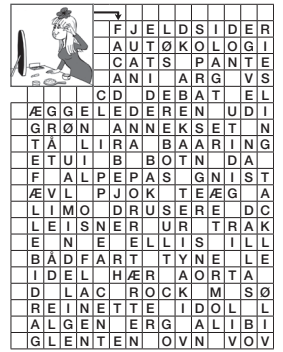 FJELDSIDER
AUTØKOLOGI
CATS PANTE
ANI ARG VS
CD DEBAT EL
ÆGGELEDEREN UDI
GRØN ANNEKSET N
TÅ LIRA BAARING
ETUI B BOTN DA
F ALPEPAS GNIST
ÆVL PJOK TEÆG A
LIMO DRUSERE DC
LEISNER UR TRAK
E N E ELLIS ILL
BÅDFART TYNE LE
IDEL HÆR AORTA
D LAC ROCK M SØ
REINETTE IDOL L
ALGEN ERG ALIBI
GLENTEN OVN VOV